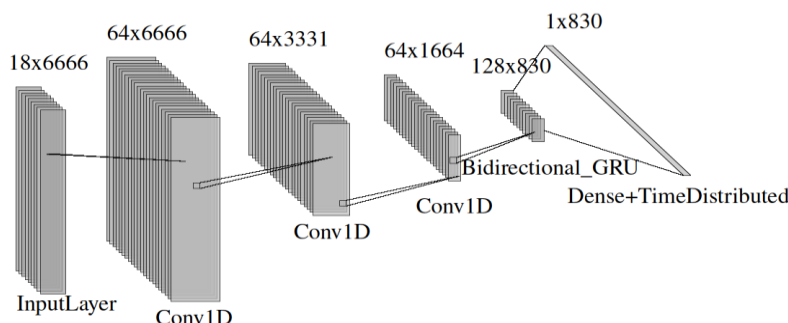 18x6666
64x6666
64x3331
64x1664
128x830
1x830
InputLayer
Conv1D
Conv1D
Conv1D
Bidirectional_GRU
Dense+TimeDistributed